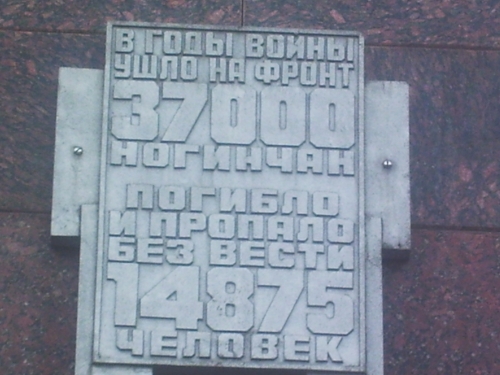 В ГОДЫ ВОЙНЫ
УШЛО НА ФРОНТ
37000
НОГИНЧАН
ПОГИБЛО
И ПРОПАЛО
БЕЗ ВЕСТИ
14875
ЧЕЛОВЕК